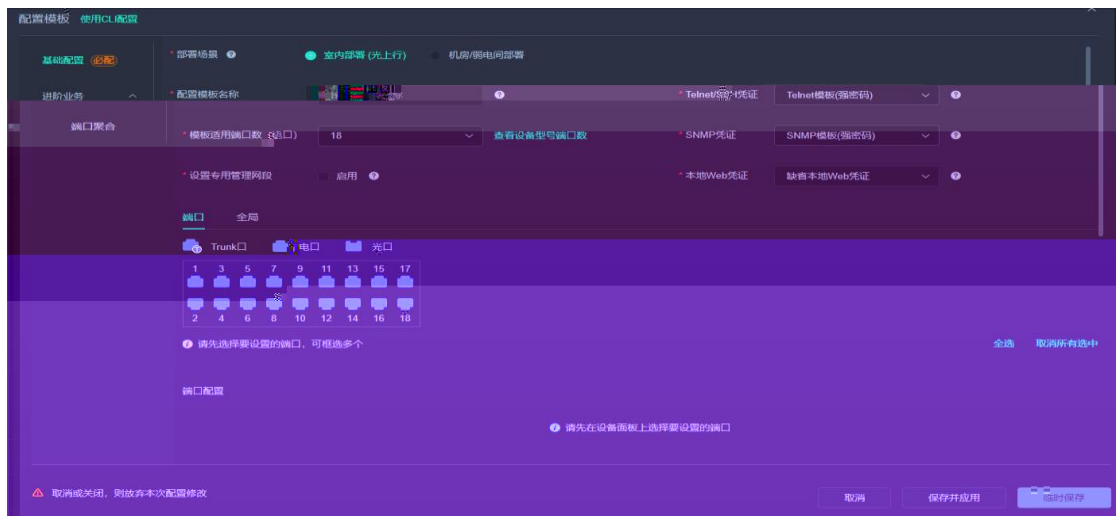 配置模板 使用CLI配置
基础配置 (必配)
* 部署场景 室内部署 (光上行) 机房/弱电间部署
进阶业务
* 配置模板名称
* Telnet/ 凭证 Telnet模板(强密码)
端口聚合
* 模板适用端口数 ( 口) 18 查看设备型号端口数
* SNMP凭证 SNMP模板(强密码)
* 设置专用管理网段 启用
* 本地Web凭证 缺省本地Web凭证
端口 全局
Trunk口 电口 光口
1 3 5 7 9 11 13 15 17
2 4 6 8 10 12 14 16 18
请先选择要设置的端口, 可框选多个
全选 取消所有选中
端口配置
请先在设备面板上选择要设置的端口
取消或关闭, 则放弃本次配置修改
取消 保存并应用 临时保存